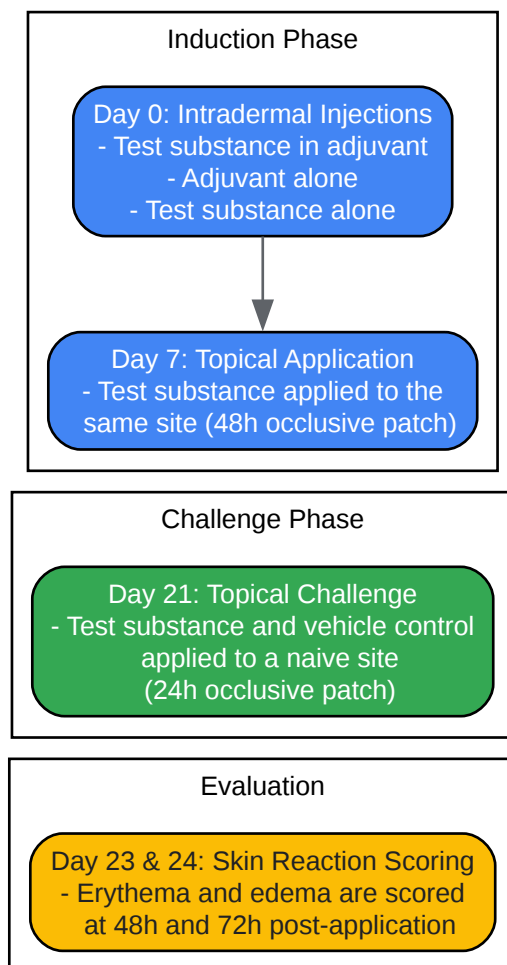 Induction Phase
Day 0: Intradermal Injections
- Test substance in adjuvant
- Adjuvant alone
- Test substance alone
Day 7: Topical Application
- Test substance applied to the
same site (48h occlusive patch)
Challenge Phase
Day 21: Topical Challenge
- Test substance and vehicle control
applied to a naive site
(24h occlusive patch)
Evaluation
Day 23 & 24: Skin Reaction Scoring
- Erythema and edema are scored
at 48h and 72h post-application